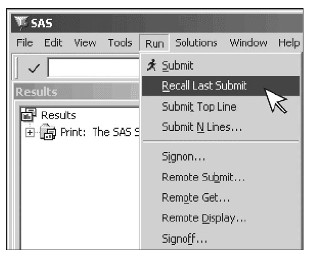 SAS
File Edit View Tools Run Solutions Window Help
Submit
Recall Last Submit
Submit Top Line
Submit N Lines...
Signon...
Remote Submit...
Remote Get...
Remote Display...
Signoff...
Results
Results
Print: The SAS S